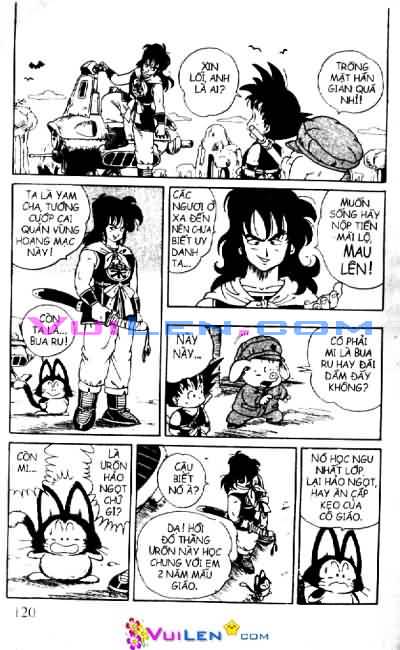 XIN
LỖI, ANH
LÀ AI?
TRÔNG
MẶT HẮN
GIAN QUÁ
NHỈ!
TA LÀ YAM
CHA, TƯỚNG
CƯỚP CAI
QUẢN VÙNG
HOANG MẠC
NÀY!
CÒN
TA LÀ...
BUA RU!
CÁC
NGƯƠI Ở
XA ĐẾN
NÊN CHƯA
BIẾT UY
DANH
TA...
MUỐN
SỐNG HÃY
NỘP TIỀN
MÃI LỘ,
MAU
LÊN!
VUILEN.COM
NÀY
NÀY...
CÓ PHẢI
MI LÀ BUA
RU HAY ĐÁI
DẦM ĐẤY
KHÔNG?
CÒN
MI...
LÀ
URÔN
HẢO
NGỌT
CHỨ
GÌ?
CẬU
BIẾT
NÓ À?
DẠ! HỒI
ĐÓ THẰNG
URÔN NÀY HỌC
CHUNG VỚI EM
2 NĂM MẪU
GIÁO.
NÓ HỌC NGU
NHẤT LỚP
LẠI HẢO NGỌT,
HAY ĂN CẮP
KẸO CỦA
CÔ GIÁO.
120
VUILEN.COM